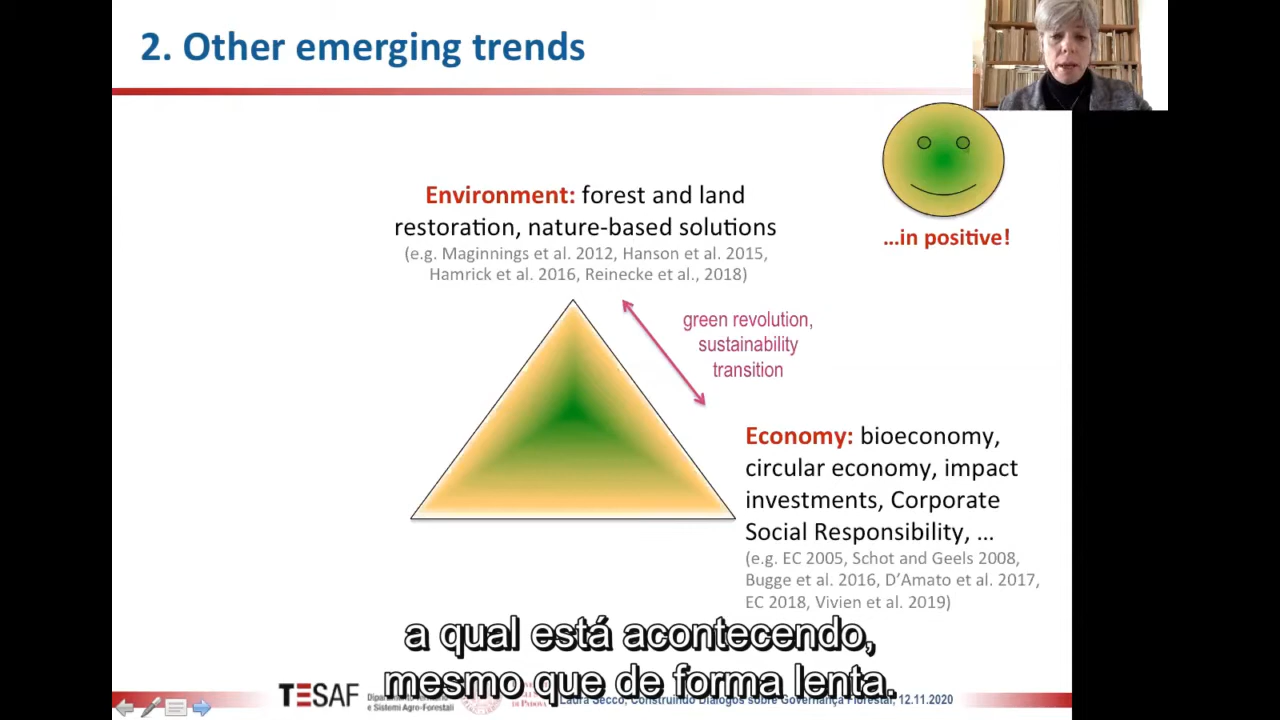 2. Other emerging trends
…in positive!
Environment: forest and land
restoration, nature-based solutions
(e.g. Maginnings et al. 2012, Hanson et al. 2015,
Hamrick et al. 2016, Reinecke et al., 2018)
green revolution,
sustainability
transition
Economy: bioeconomy,
circular economy, impact
investments, Corporate
Social Responsibility, …
(e.g. EC 2005, Schot and Geels 2008,
Bugge et al. 2016, D’Amato et al. 2017,
EC 2018, Vivien et al. 2019)
a qual está acontecendo,
mesmo que de forma lenta.
TESAF
e Sistemi Agro-Forestali
DI PADOVA
Laura Secco, Construindo Diálogos sobre Governança Florestal, 12.11.2020